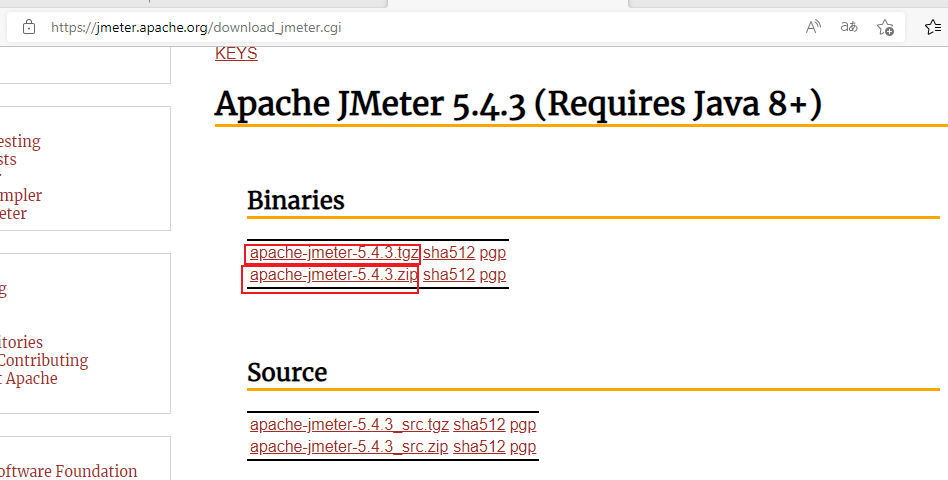 https://jmeter.apache.org/download_jmeter.cgi
KEYS
Apache JMeter 5.4.3 (Requires Java 8+)
esting
sts
mpler
eter
g
itories
Contributing
t Apache
oftware Foundation
Binaries
apache-jmeter-5.4.3.tgz sha512 pgp
apache-jmeter-5.4.3.zip sha512 pgp
Source
apache-jmeter-5.4.3_src.tgz sha512 pgp
apache-jmeter-5.4.3_src.zip sha512 pgp